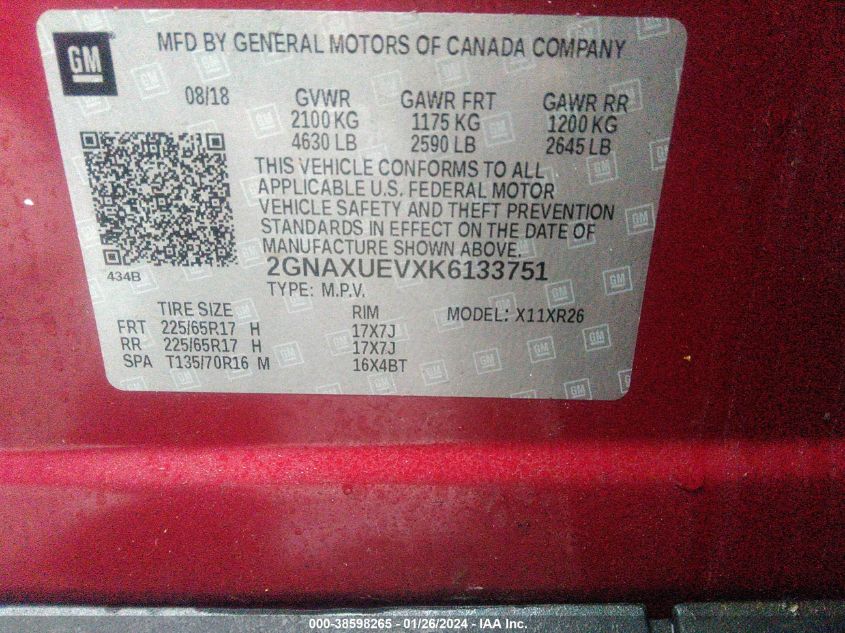 GM
MFD BY GENERAL MOTORS OF CANADA COMPANY
08/18 GVWR GAWR FRT GAWR RR
2100 KG 1175 KG 1200 KG
4630 LB 2590 LB 2645 LB
THIS VEHICLE CONFORMS TO ALL
APPLICABLE U.S. FEDERAL MOTOR
VEHICLE SAFETY AND THEFT PREVENTION
STANDARDS IN EFFECT ON THE DATE OF
MANUFACTURE SHOWN ABOVE.
434B
2GNAXUEVXK6133751
TYPE: M.P.V.
TIRE SIZE RIM MODEL: X11XR26
FRT 225/65R17 H 17X7J
RR 225/65R17 H 17X7J
SPA T135/70R16 M 16X4BT
000-38598265 - 01/26/2024 - IAA Inc.